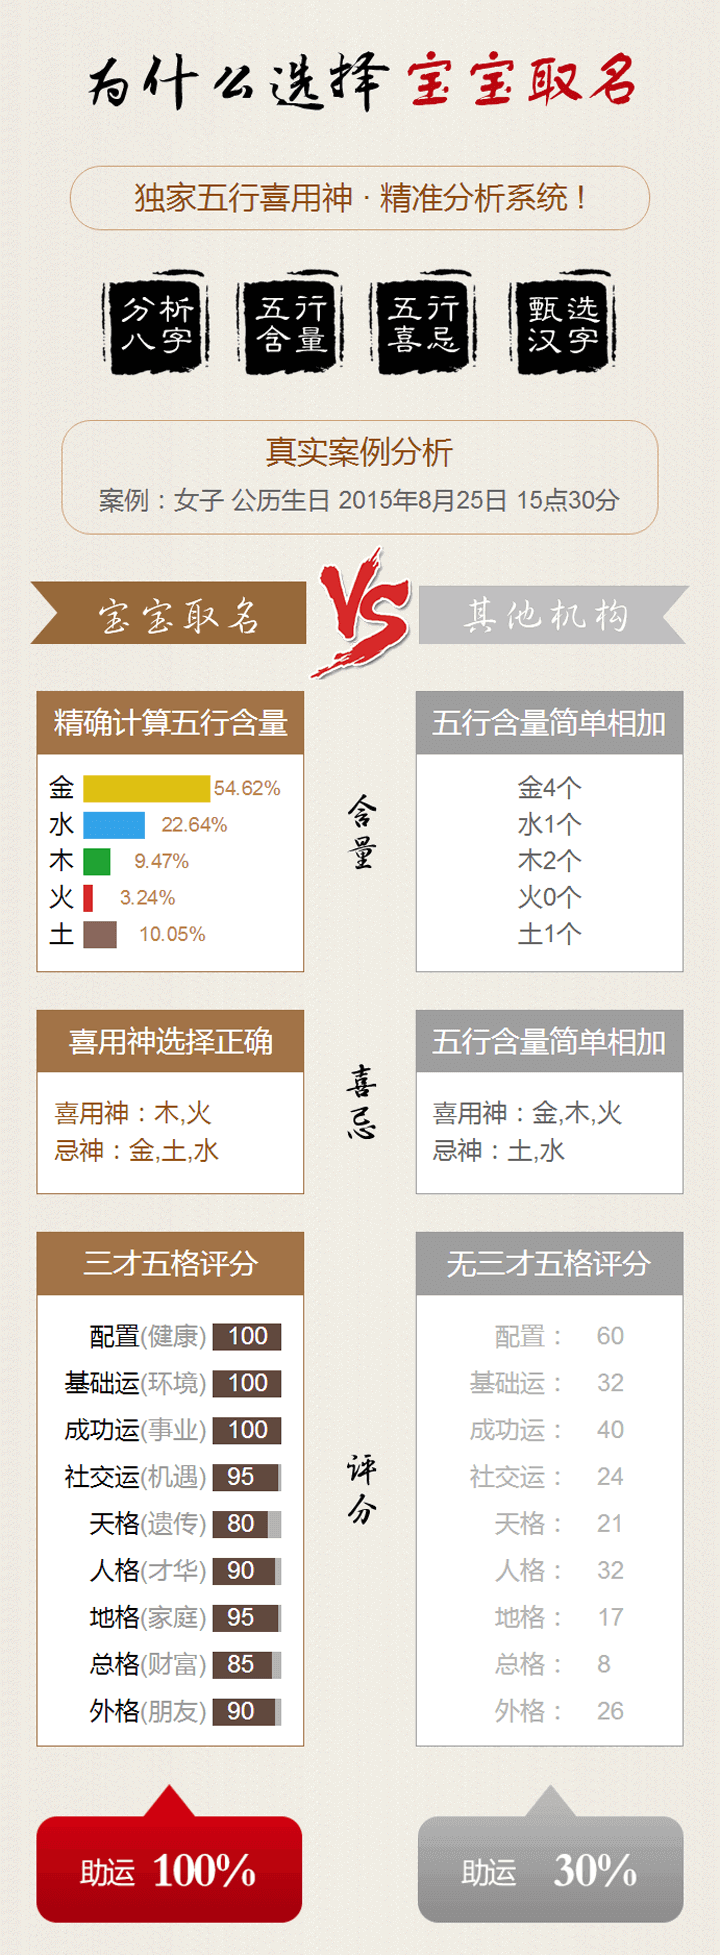 为什么选择宝宝取名
独家五行喜用神·精准分析系统！
分析
八字
五行
含量
五行
喜忌
甄选
汉字
真实案例分析
案例：女子 公历生日 2015年8月25日 15点30分
宝宝取名
VS
其他机构
精确计算五行含量
金 54.62%
水 22.64%
木 9.47%
火 3.24%
土 10.05%
含量
五行含量简单相加
金4个
水1个
木2个
火0个
土1个
喜用神选择正确
喜用神：木,火
忌神：金,土,水
喜忌
五行含量简单相加
喜用神：金,木,火
忌神：土,水
三才五格评分
配置(健康) 100
基础运(环境) 100
成功运(事业) 100
社交运(机遇) 95
天格(遗传) 80
人格(才华) 90
地格(家庭) 95
总格(财富) 85
外格(朋友) 90
评分
无三才五格评分
配置： 60
基础运： 32
成功运： 40
社交运： 24
天格： 21
人格： 32
地格： 17
总格： 8
外格： 26
助运 100%
助运 30%